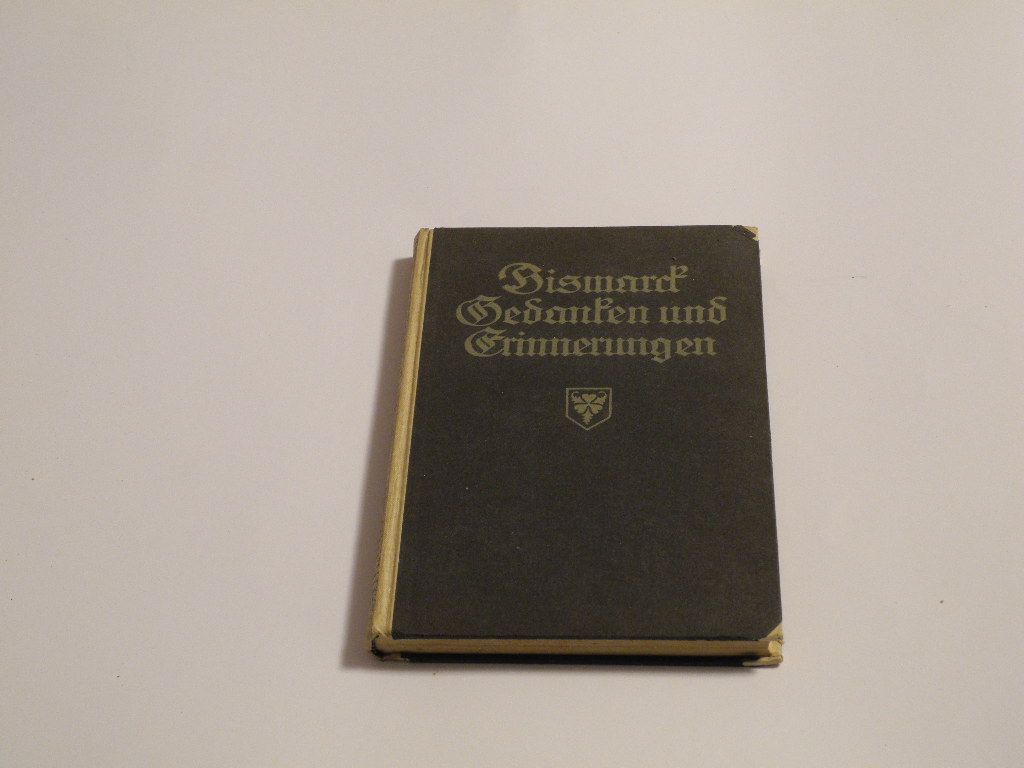 Bismarck
Gedanken und
Erinnerungen